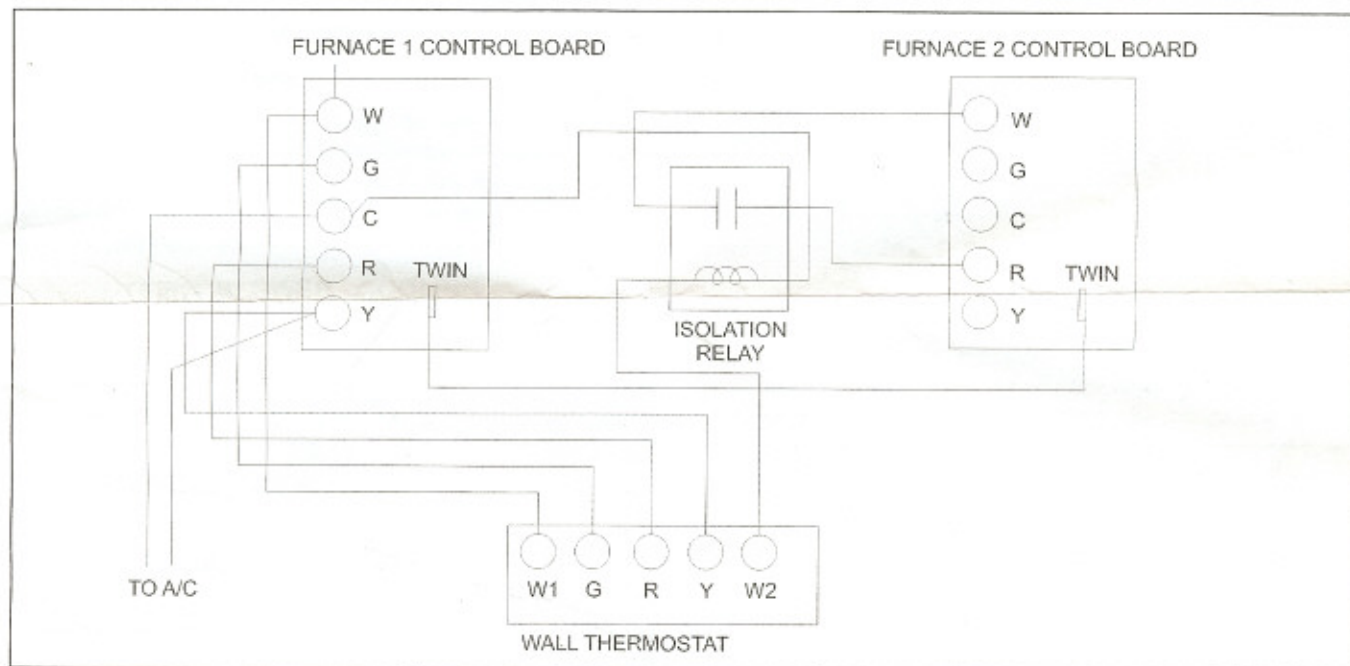 FURNACE 1 CONTROL BOARD
W
G
C
R
Y
TWIN
FURNACE 2 CONTROL BOARD
W
G
C
R
Y
TWIN
ISOLATION
RELAY
TO A/C
W1 G R Y W2
WALL THERMOSTAT